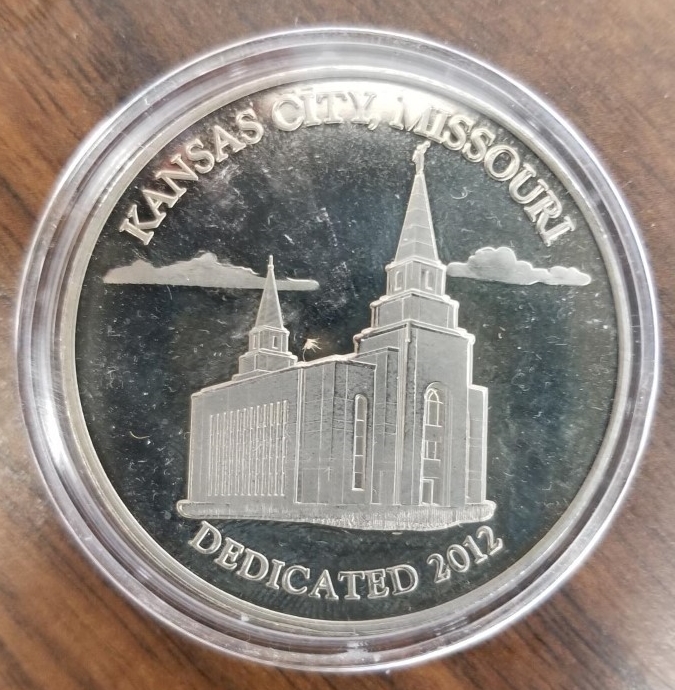 KANSAS CITY, MISSOURI
DEDICATED 2012